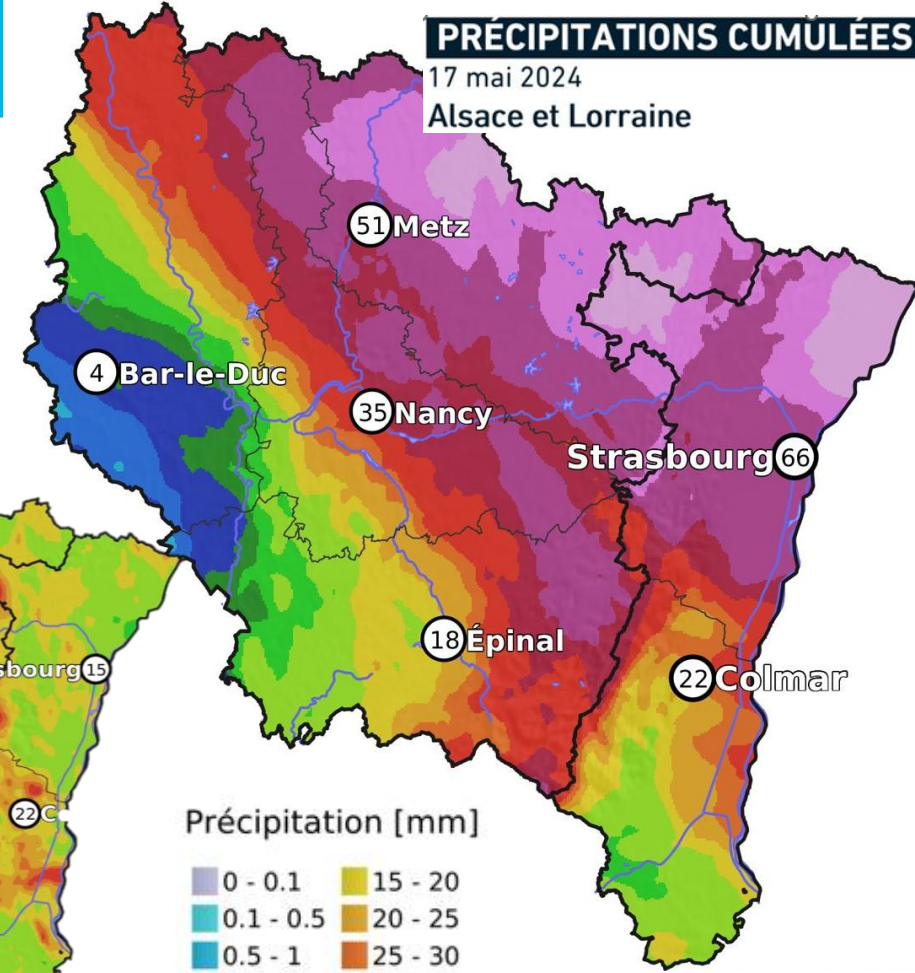 PRÉCIPITATIONS CUMULÉES
17 mai 2024
Alsace et Lorraine
51 Metz
4 Bar-le-Duc
35 Nancy
Strasbourg 66
18 Épinal
sbourg 15
22 Colmar
22 C
Précipitation [mm]
0 - 0.1 15 - 20
0.1 - 0.5 20 - 25
0.5 - 1 25 - 30